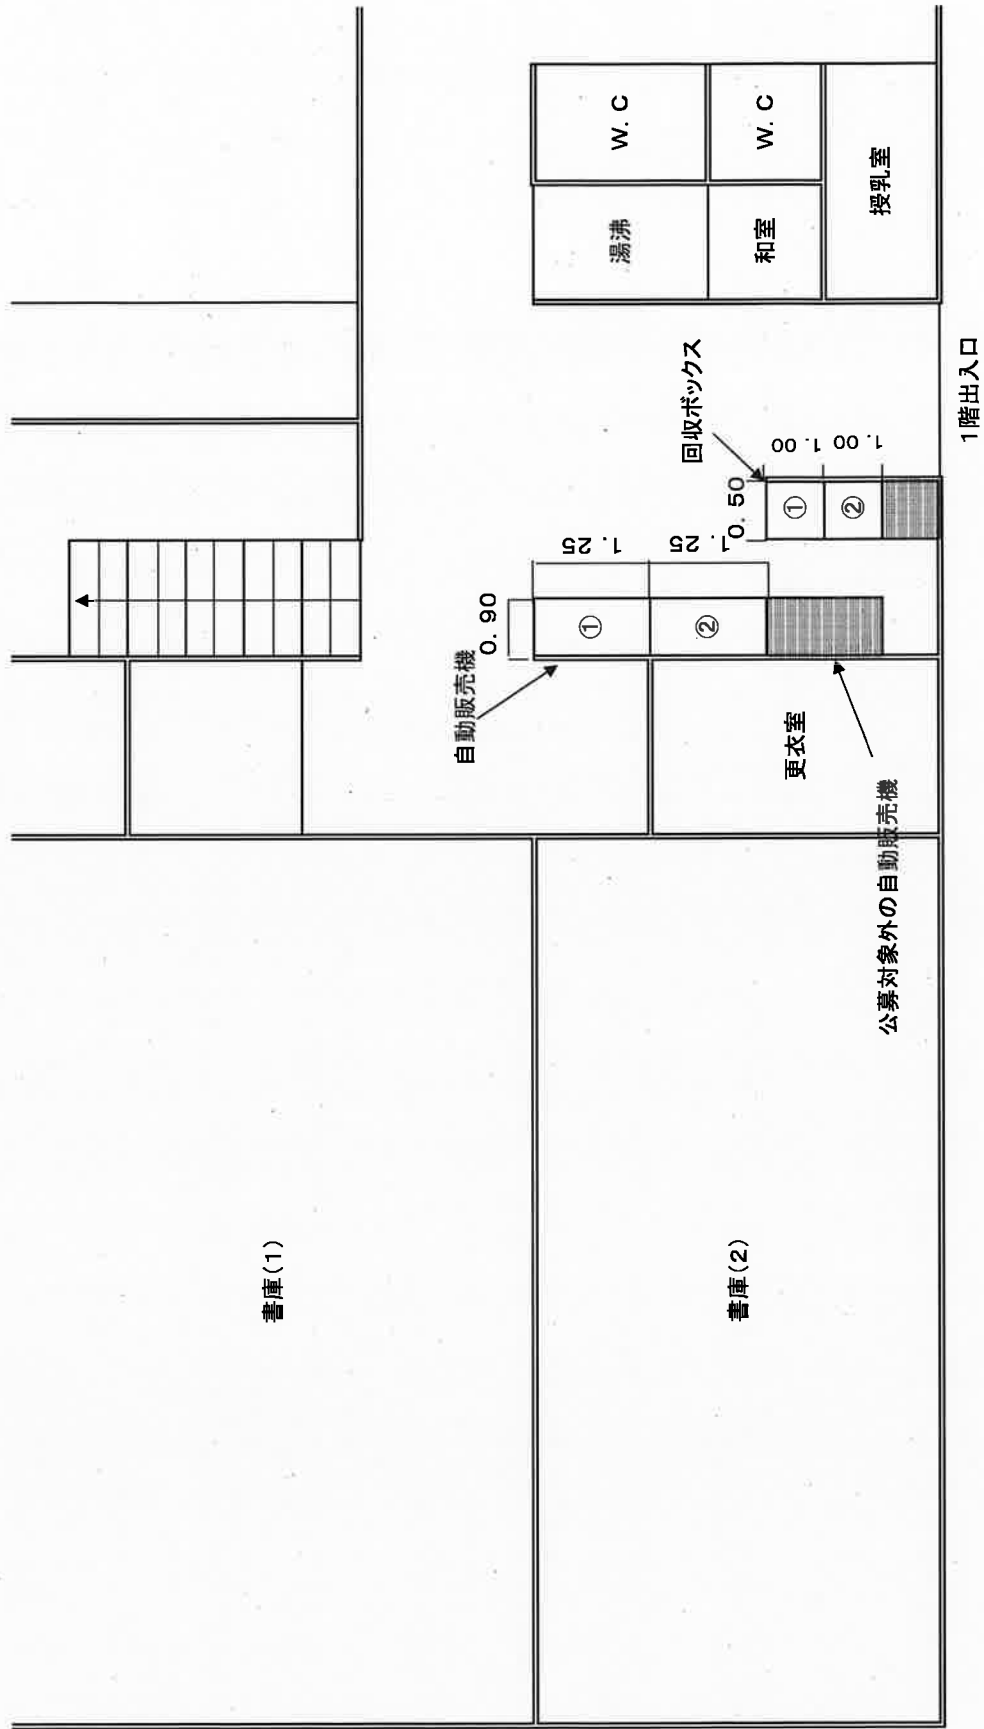 W. C
W. C
湯沸
和室
授乳室
回収ボックス
1階出入口
0. 50
1. 00
1. 00
①
②
1. 25
1. 25
0. 90
①
②
自動販売機
更衣室
公募対象外の自動販売機
書庫(1)
書庫(2)